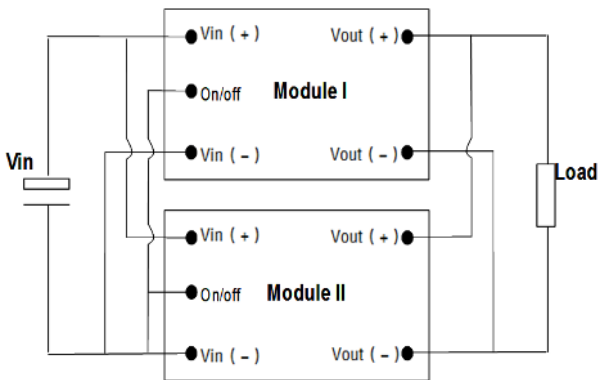 Vin ( + ) Vout ( + )
On/off Module I
Vin ( − ) Vout ( − )
Vin
Load
Vin ( + ) Vout ( + )
On/off Module II
Vin ( − ) Vout ( − )